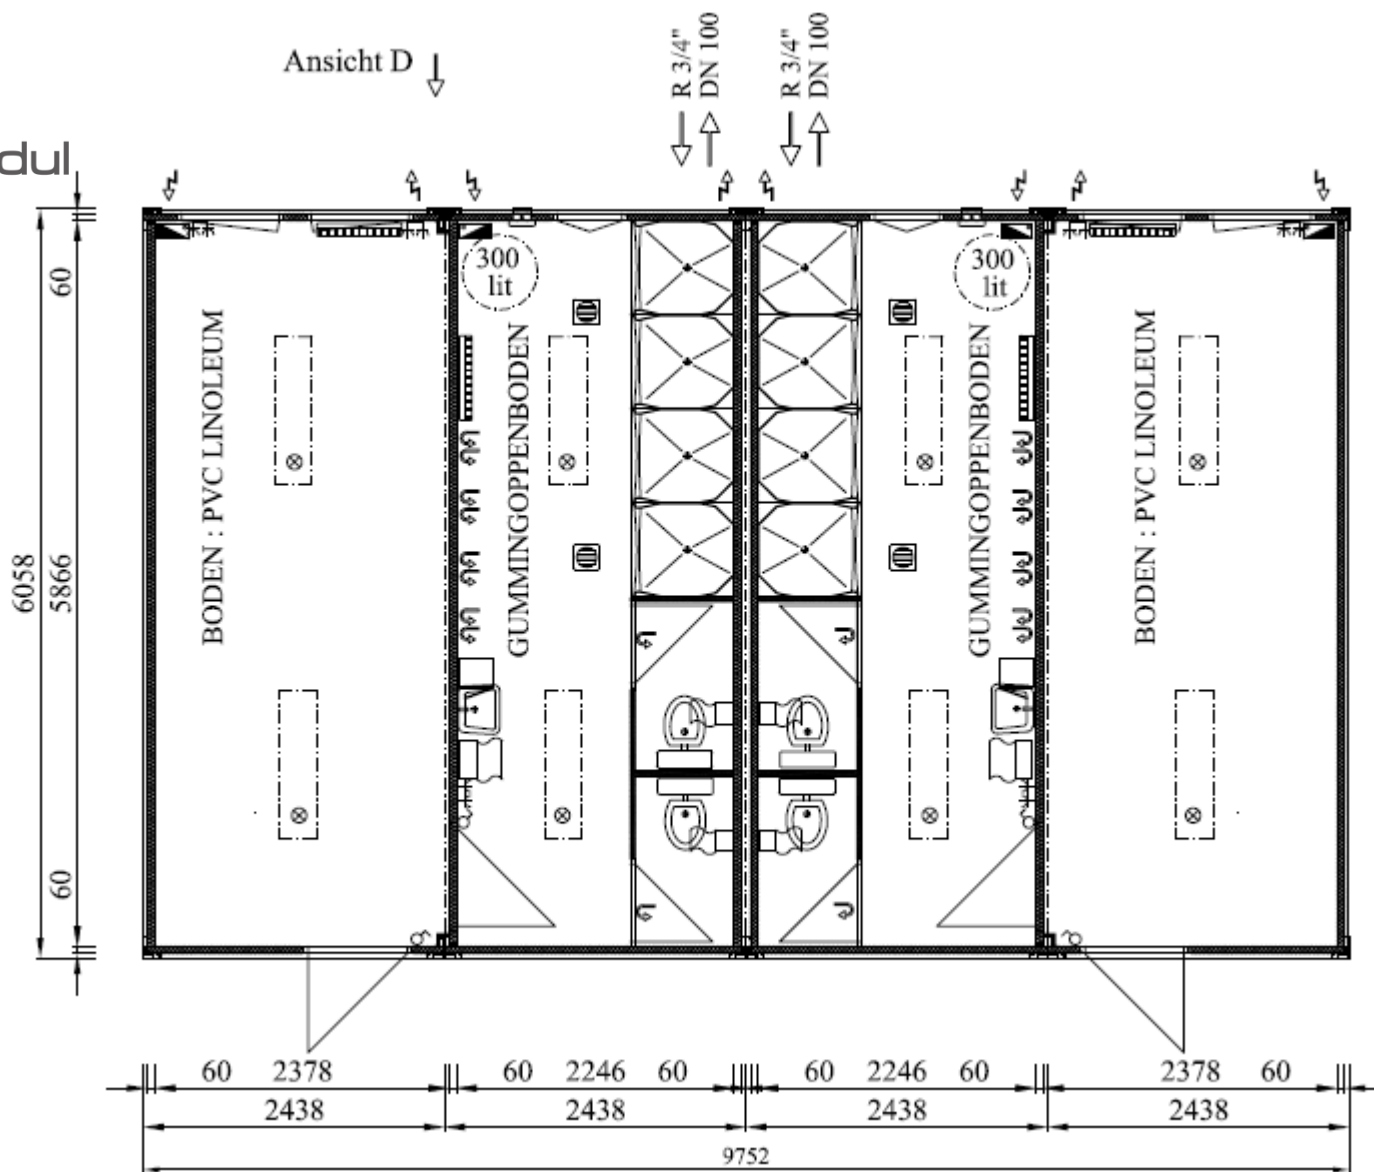 Ansicht D
R 3/4"
DN 100
R 3/4"
DN 100
dul
300
lit
300
lit
BODEN : PVC LINOLEUM
GUMMINGOPPENBODEN
GUMMINGOPPENBODEN
BODEN : PVC LINOLEUM
60
6058
5866
60
60 2378 60 2246 60 60 2246 60 2378 60
2438 2438 2438 2438
9752